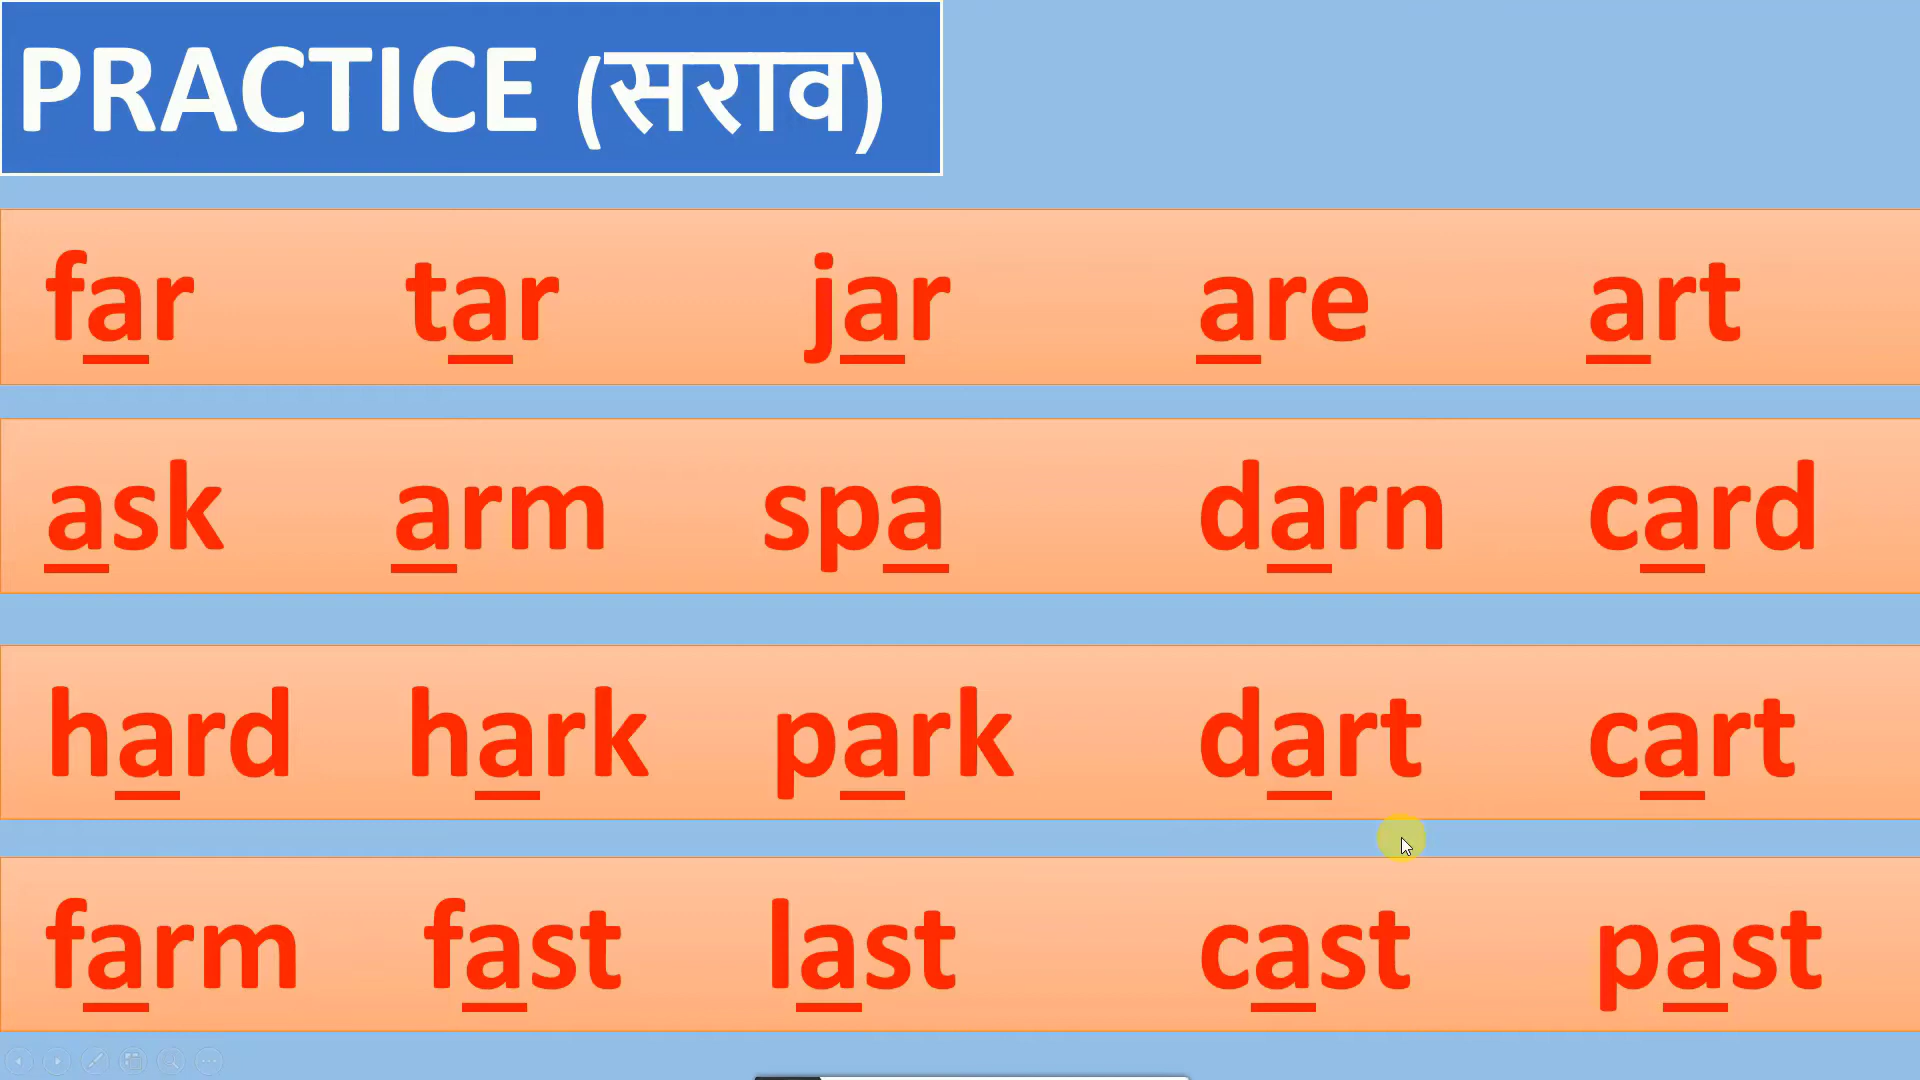 PRACTICE (सराव)
far tar jar are art
ask arm spa darn card
hard hark park dart cart
farm fast last cast past